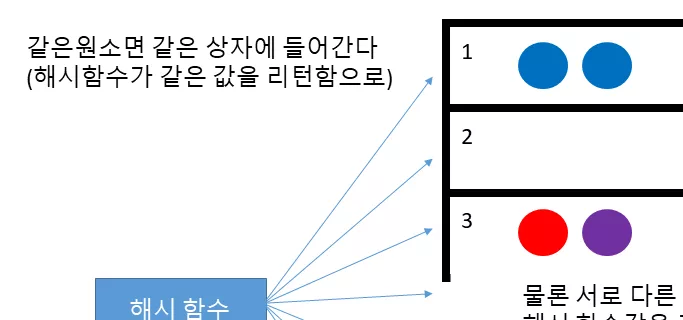 같은원소면 같은 상자에 들어간다
(해시함수가 같은 값을 리턴함으로)
1
2
3
해시 함수
물론 서로 다른